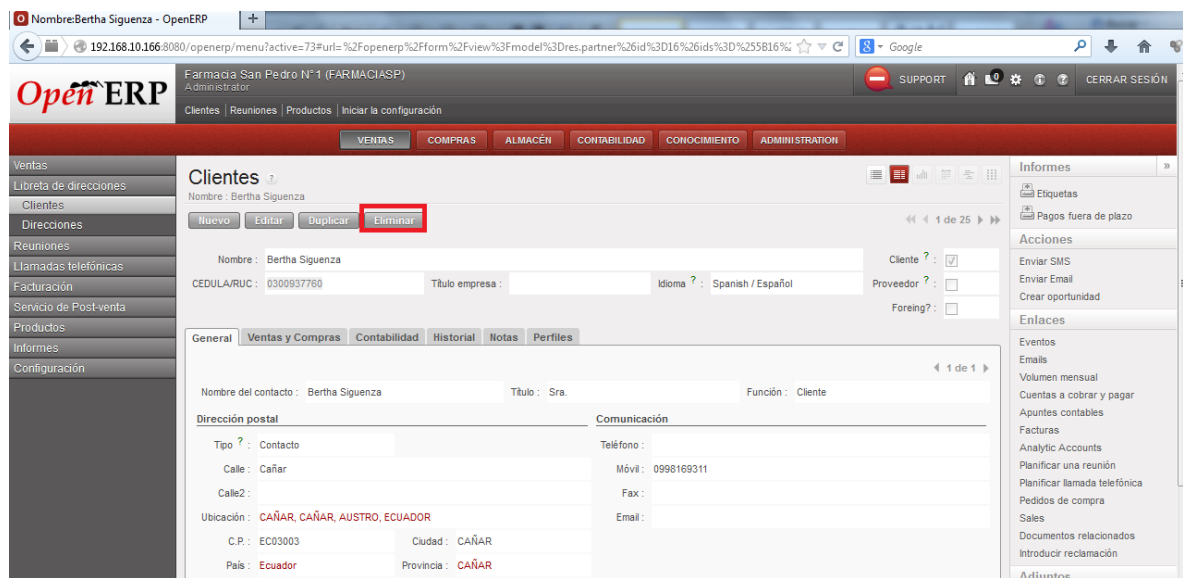 Nombre:Bertha Siguenza - OpenERP
192.168.10.166:8080/openerp/menu?active=73#url=%2Fopenerp%2Fform%2Fview%3Fmodel%3Dres.partner%26id%3D16%26ids%3D%255B16%
Google
Open ERP
Farmacia San Pedro N°1 (FARMACIASP)
Administrator
SUPPORT
0
CERRAR SESIÓN
Clientes | Reuniones | Productos | Iniciar la configuración
VENTAS COMPRAS ALMACÉN CONTABILIDAD CONOCIMIENTO ADMINISTRATION
Ventas
Libreta de direcciones
Clientes
Direcciones
Reuniones
Llamadas telefónicas
Facturación
Servicio de Post-venta
Productos
Informes
Configuración
Clientes ?
Nombre : Bertha Siguenza
Nuevo Editar Duplicar Eliminar
1 de 25
Nombre : Bertha Siguenza
Cliente ? :
CEDULA/RUC : 0300937760 Título empresa : Idioma ? : Spanish / Español
Proveedor ? :
Foreing? :
General Ventas y Compras Contabilidad Historial Notas Perfiles
1 de 1
Nombre del contacto : Bertha Siguenza Título : Sra. Función : Cliente
Dirección postal
Comunicación
Tipo ? : Contacto
Teléfono :
Calle : Cañar
Móvil : 0998169311
Calle2 :
Fax :
Ubicación : CAÑAR, CAÑAR, AUSTRO, ECUADOR
Email :
C.P. : EC03003 Ciudad : CAÑAR
País : Ecuador Provincia : CAÑAR
Informes
Etiquetas
Pagos fuera de plazo
Acciones
Enviar SMS
Enviar Email
Crear oportunidad
Enlaces
Eventos
Emails
Volumen mensual
Cuentas a cobrar y pagar
Apuntes contables
Facturas
Analytic Accounts
Planificar una reunión
Planificar llamada telefónica
Pedidos de compra
Sales
Documentos relacionados
Introducir reclamación
Adjuntos